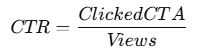 CTR = ClickedCTA / Views